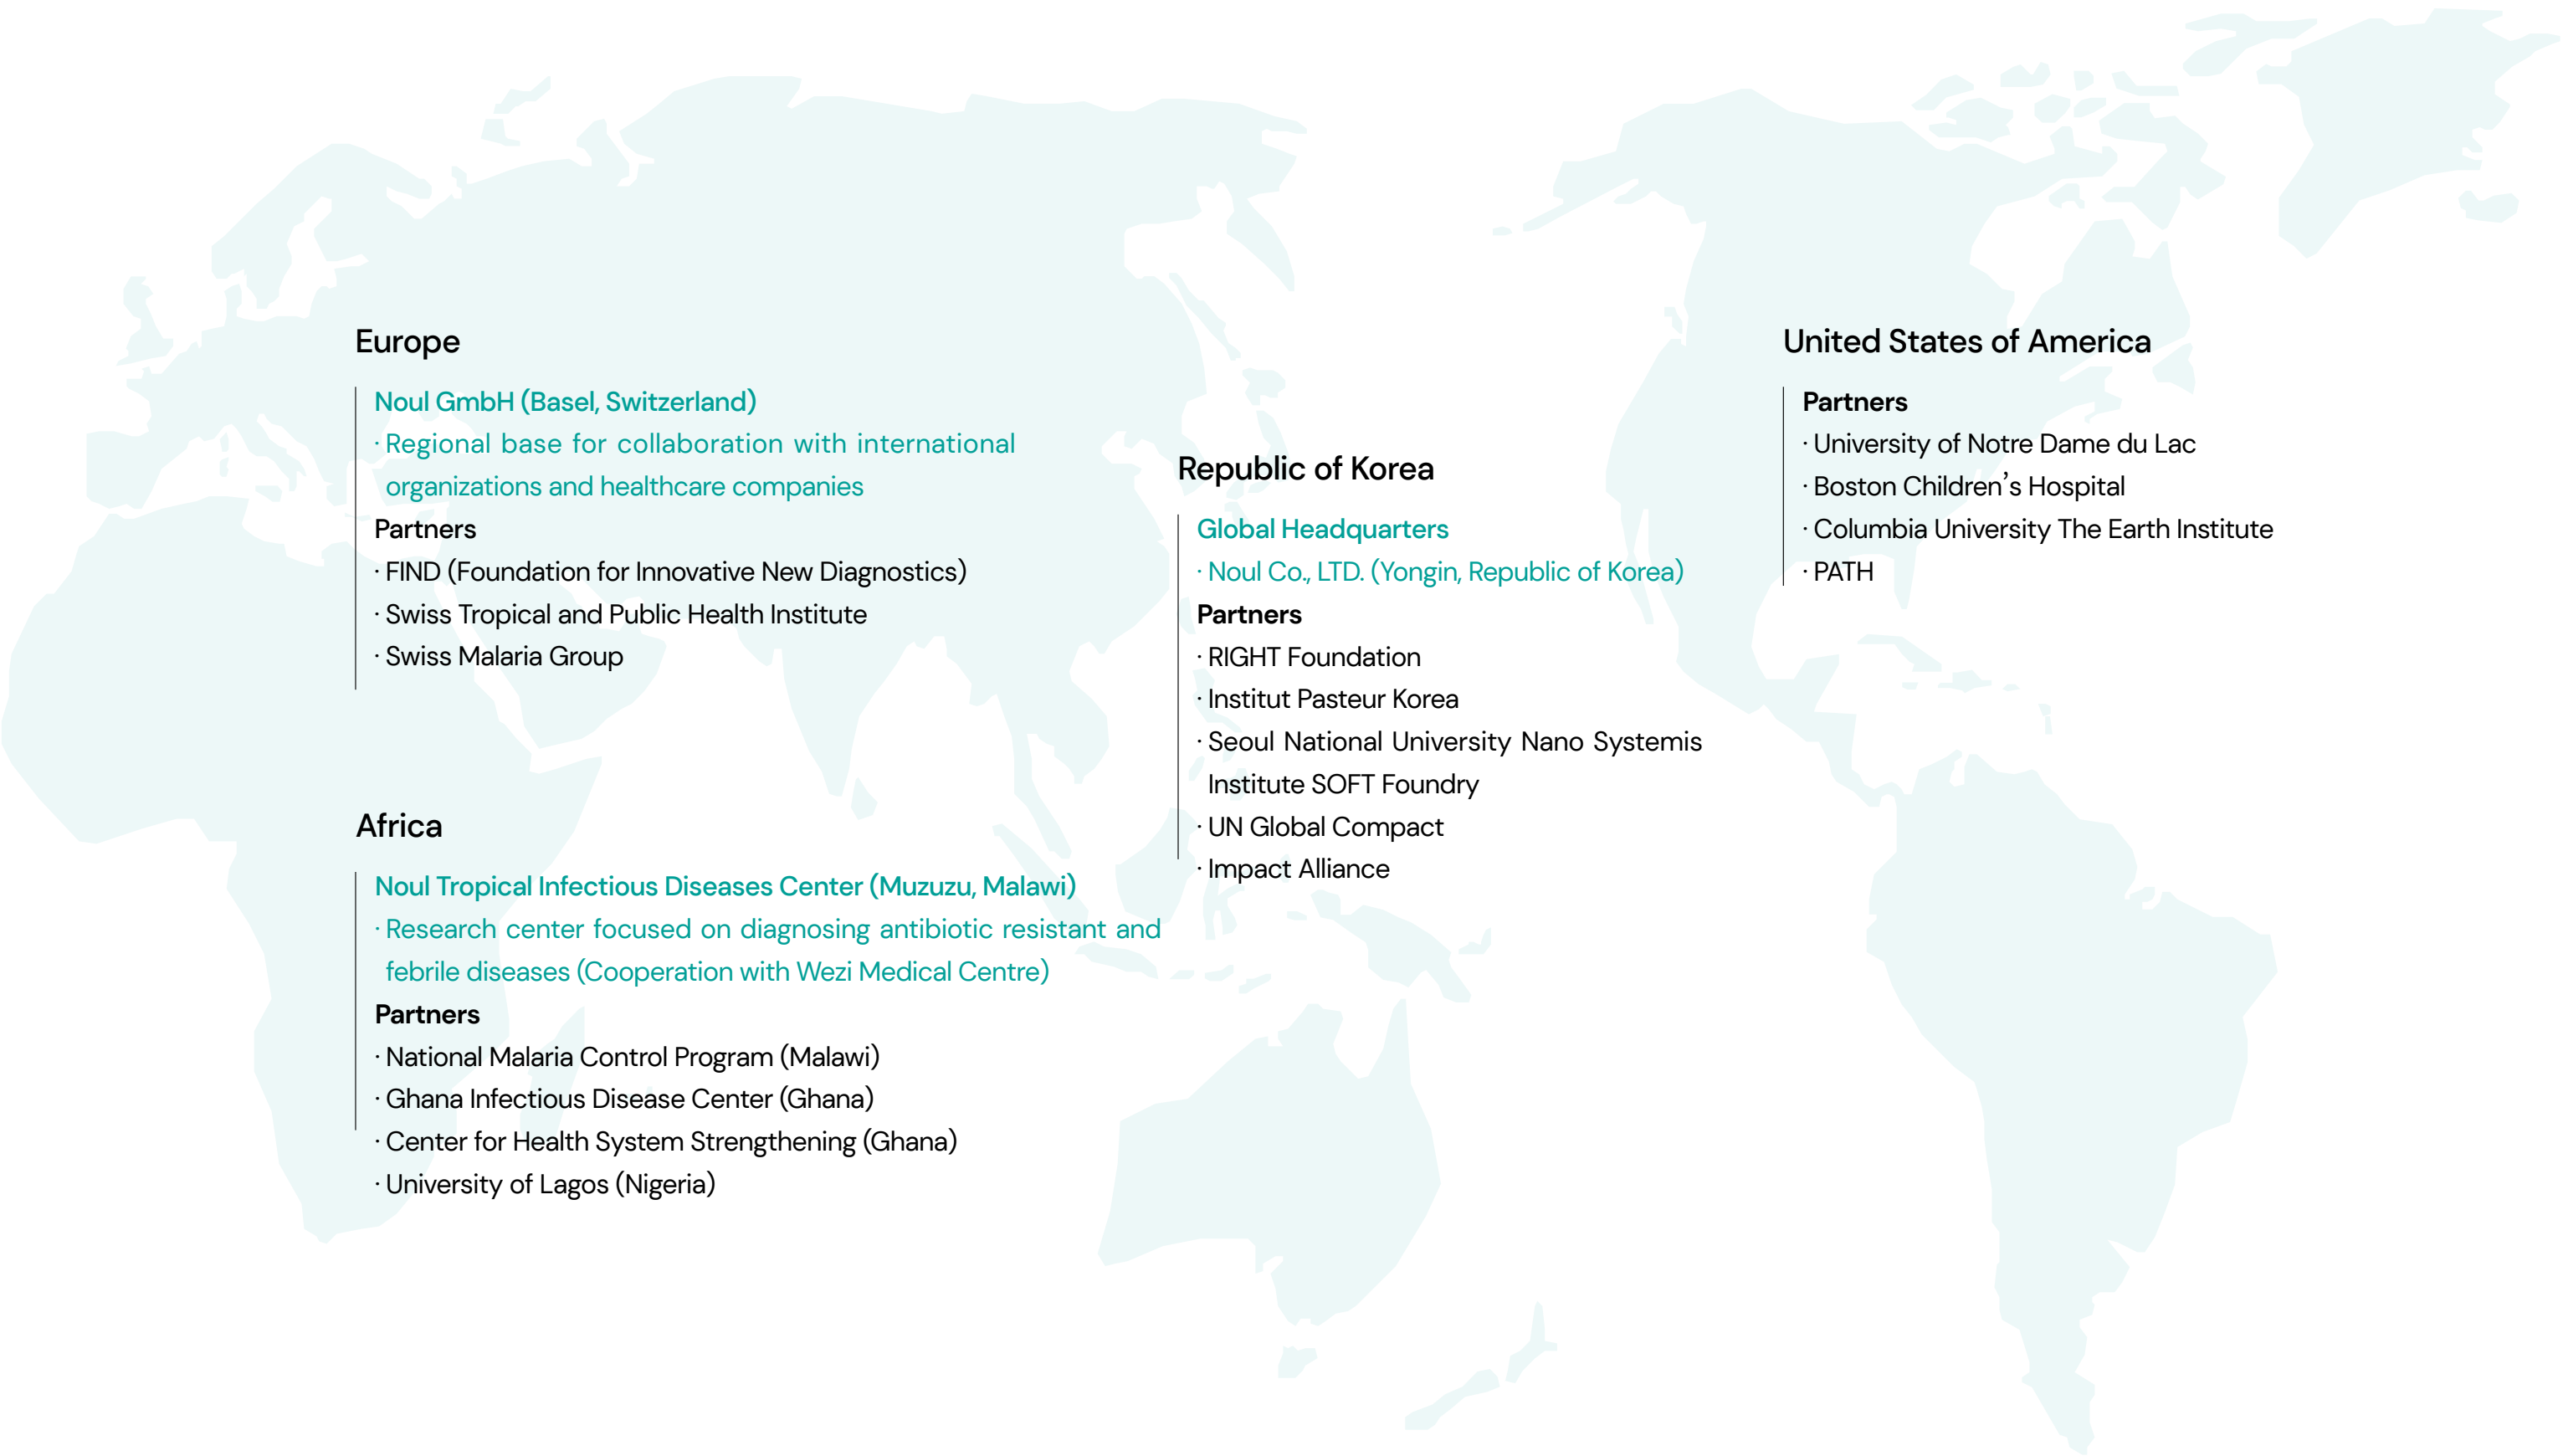 Europe
Noul GmbH (Basel, Switzerland)
· Regional base for collaboration with international
organizations and healthcare companies
Partners
· FIND (Foundation for Innovative New Diagnostics)
· Swiss Tropical and Public Health Institute
· Swiss Malaria Group
Africa
Noul Tropical Infectious Diseases Center (Muzuzu, Malawi)
· Research center focused on diagnosing antibiotic resistant and
febrile diseases (Cooperation with Wezi Medical Centre)
Partners
· National Malaria Control Program (Malawi)
· Ghana Infectious Disease Center (Ghana)
· Center for Health System Strengthening (Ghana)
· University of Lagos (Nigeria)
Republic of Korea
Global Headquarters
· Noul Co., LTD. (Yongin, Republic of Korea)
Partners
· RIGHT Foundation
· Institut Pasteur Korea
· Seoul National University Nano Systemis
Institute SOFT Foundry
· UN Global Compact
· Impact Alliance
United States of America
Partners
· University of Notre Dame du Lac
· Boston Children’s Hospital
· Columbia University The Earth Institute
· PATH